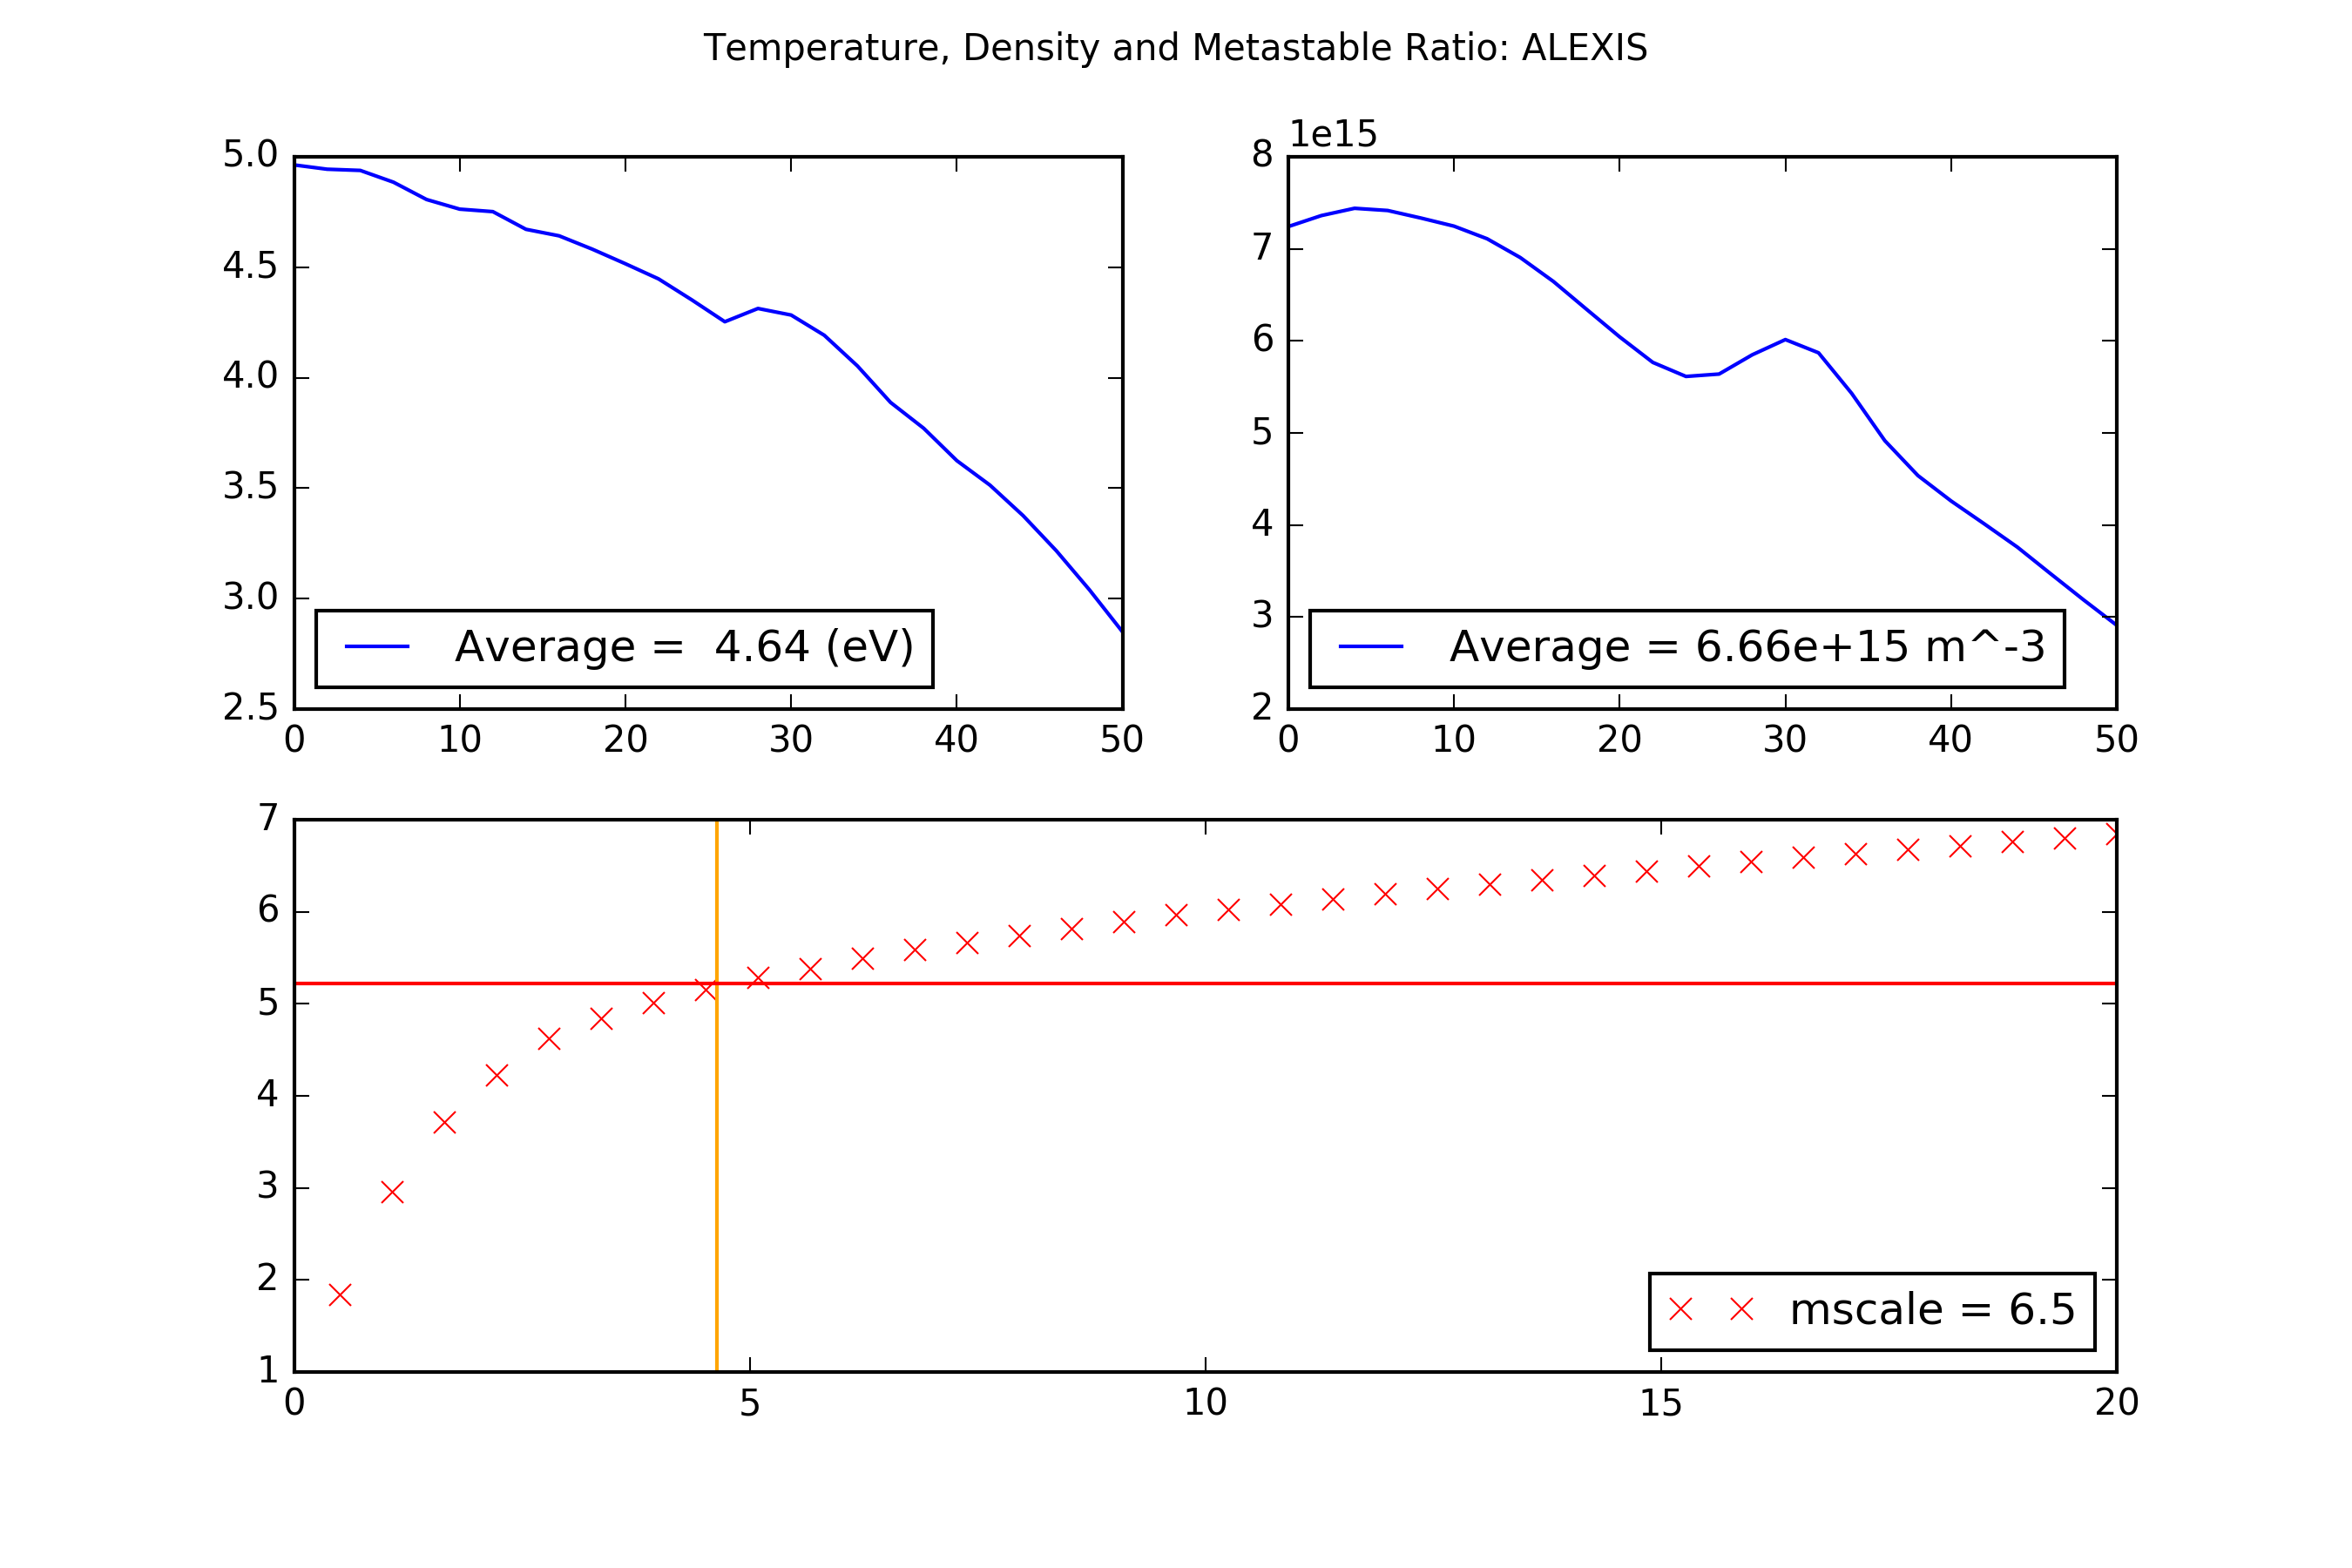 Temperature, Density and Metastable Ratio: ALEXIS
5.0
4.5
4.0
3.5
3.0
2.5
0 10 20 30 40 50
Average =  4.64 (eV)
1e15
8
7
6
5
4
3
2
0 10 20 30 40 50
Average = 6.66e+15 m^-3
7
6
5
4
3
2
1
0 5 10 15 20
mscale = 6.5